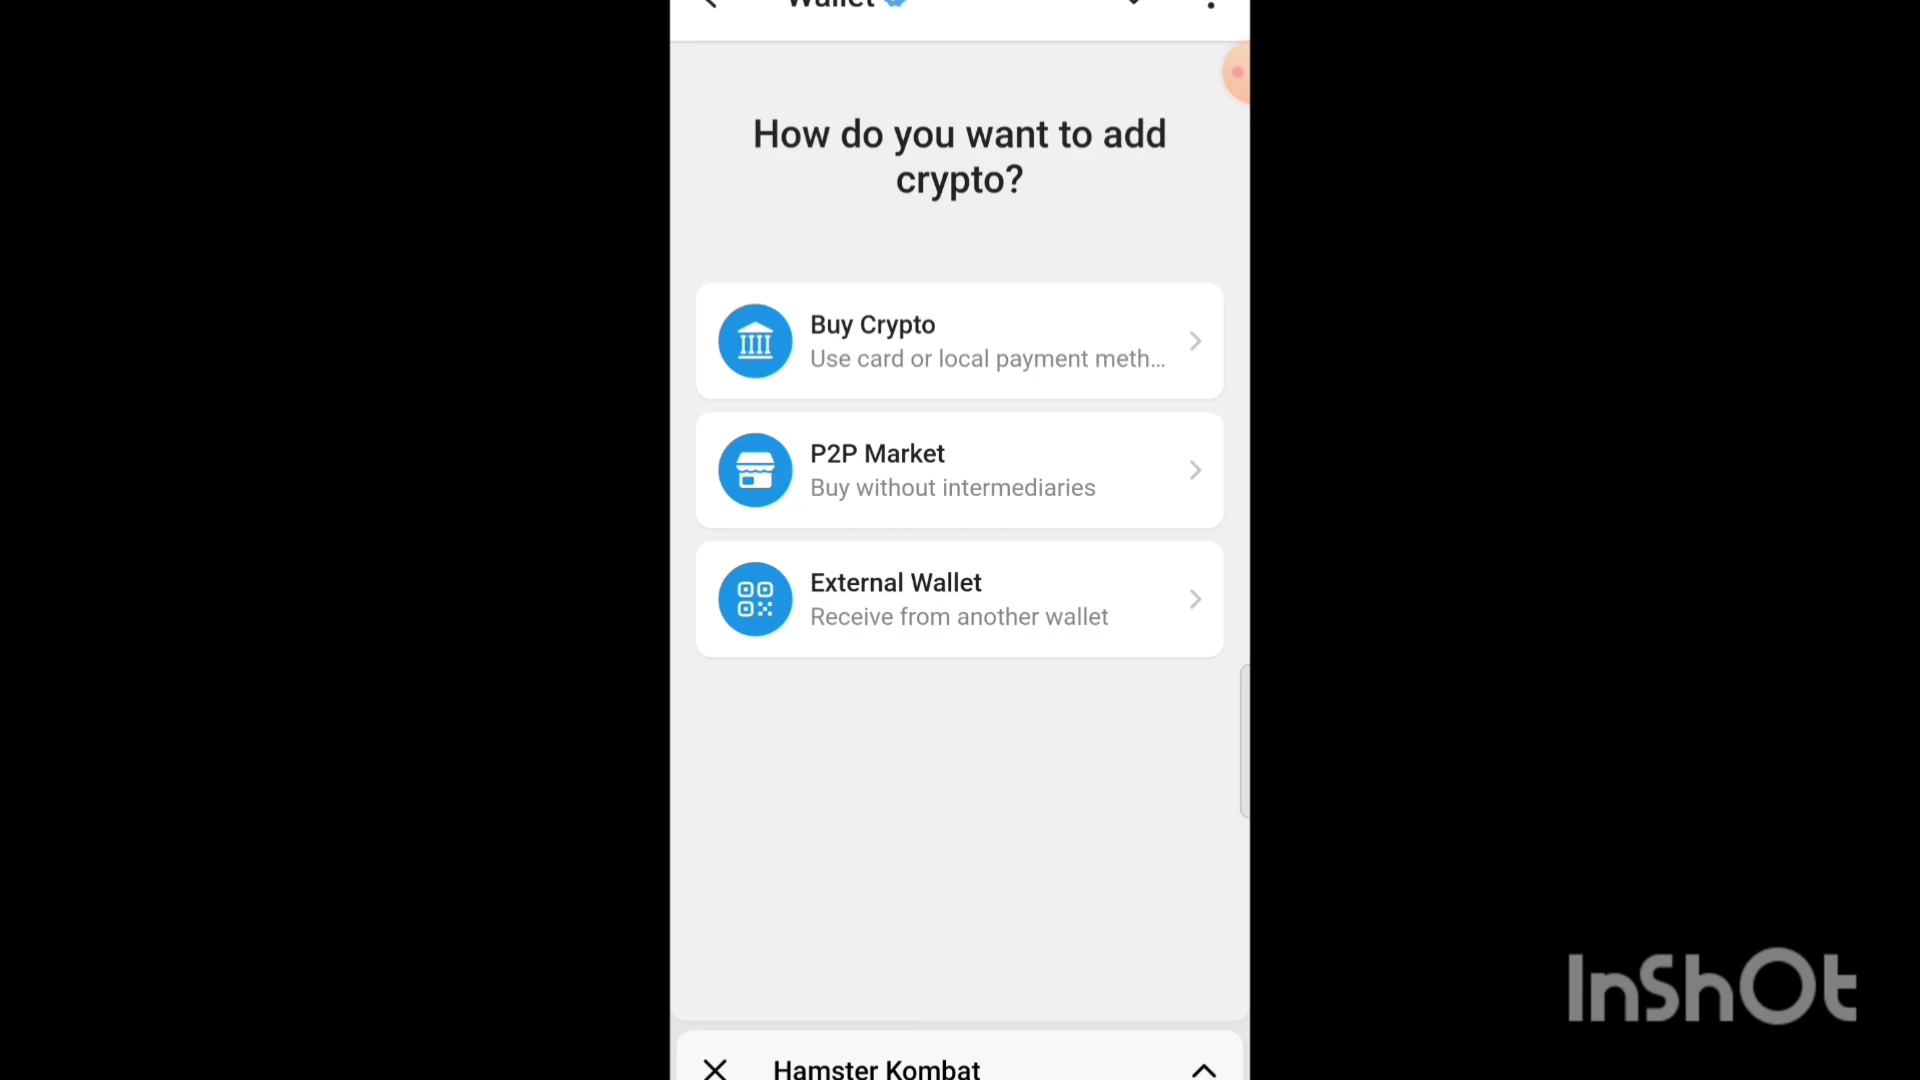 Wallet
How do you want to add
crypto?
Buy Crypto
Use card or local payment meth...
P2P Market
Buy without intermediaries
External Wallet
Receive from another wallet
Hamster Kombat
InShOt